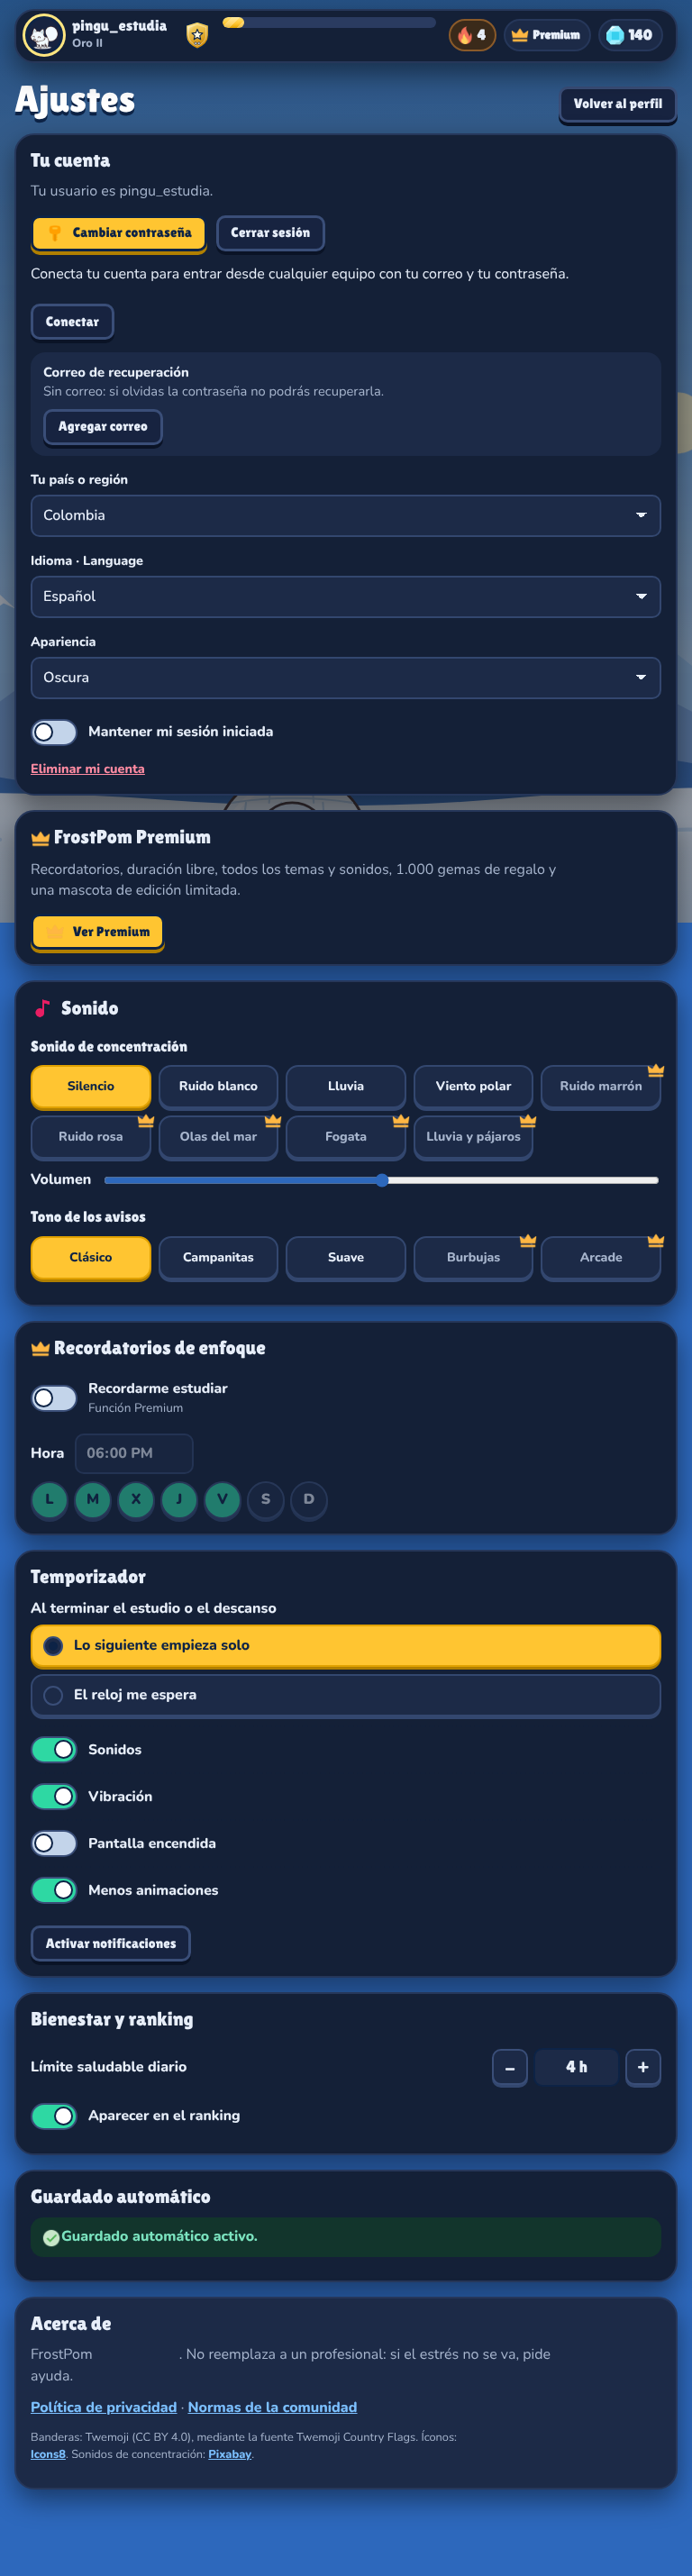 pingu_estudia
Oro II
4
Premium
140
Ajustes
Volver al perfil
Tu cuenta
Tu usuario es pingu_estudia.
Cambiar contraseña
Cerrar sesión
Conecta tu cuenta para entrar desde cualquier equipo con tu correo y tu contraseña.
Conectar
Correo de recuperación
Sin correo: si olvidas la contraseña no podrás recuperarla.
Agregar correo
Tu país o región
Colombia
Idioma · Language
Español
Apariencia
Oscura
Mantener mi sesión iniciada
Eliminar mi cuenta
FrostPom Premium
Recordatorios, duración libre, todos los temas y sonidos, 1.000 gemas de regalo y
una mascota de edición limitada.
Ver Premium
Sonido
Sonido de concentración
Silencio
Ruido blanco
Lluvia
Viento polar
Ruido marrón
Ruido rosa
Olas del mar
Fogata
Lluvia y pájaros
Volumen
Tono de los avisos
Clásico
Campanitas
Suave
Burbujas
Arcade
Recordatorios de enfoque
Recordarme estudiar
Función Premium
Hora 06:00 PM
L M X J V S D
Temporizador
Al terminar el estudio o el descanso
Lo siguiente empieza solo
El reloj me espera
Sonidos
Vibración
Pantalla encendida
Menos animaciones
Activar notificaciones
Bienestar y ranking
Límite saludable diario
– 4 h +
Aparecer en el ranking
Guardado automático
Guardado automático activo.
Acerca de
FrostPom . No reemplaza a un profesional: si el estrés no se va, pide
ayuda.
Política de privacidad · Normas de la comunidad
Banderas: Twemoji (CC BY 4.0), mediante la fuente Twemoji Country Flags. Íconos:
Icons8. Sonidos de concentración: Pixabay.